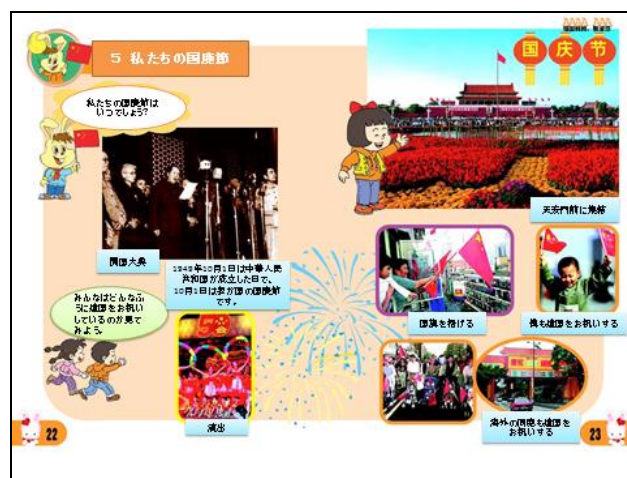 5 私たちの国慶節
私たちの国慶節は
いつでしょう?
開国大典
1949年10月1日は中華人民
共和国が成立した日で、
10月1日は我が国の国慶節
です。
みんなはどんなふ
うに建国をお祝い
しているのか見て
みよう。
演出
22
国庆节
天安門前に集結
国旗を掲げる
僕も建国をお祝いする
海外の同胞も建国を
お祝いする
23